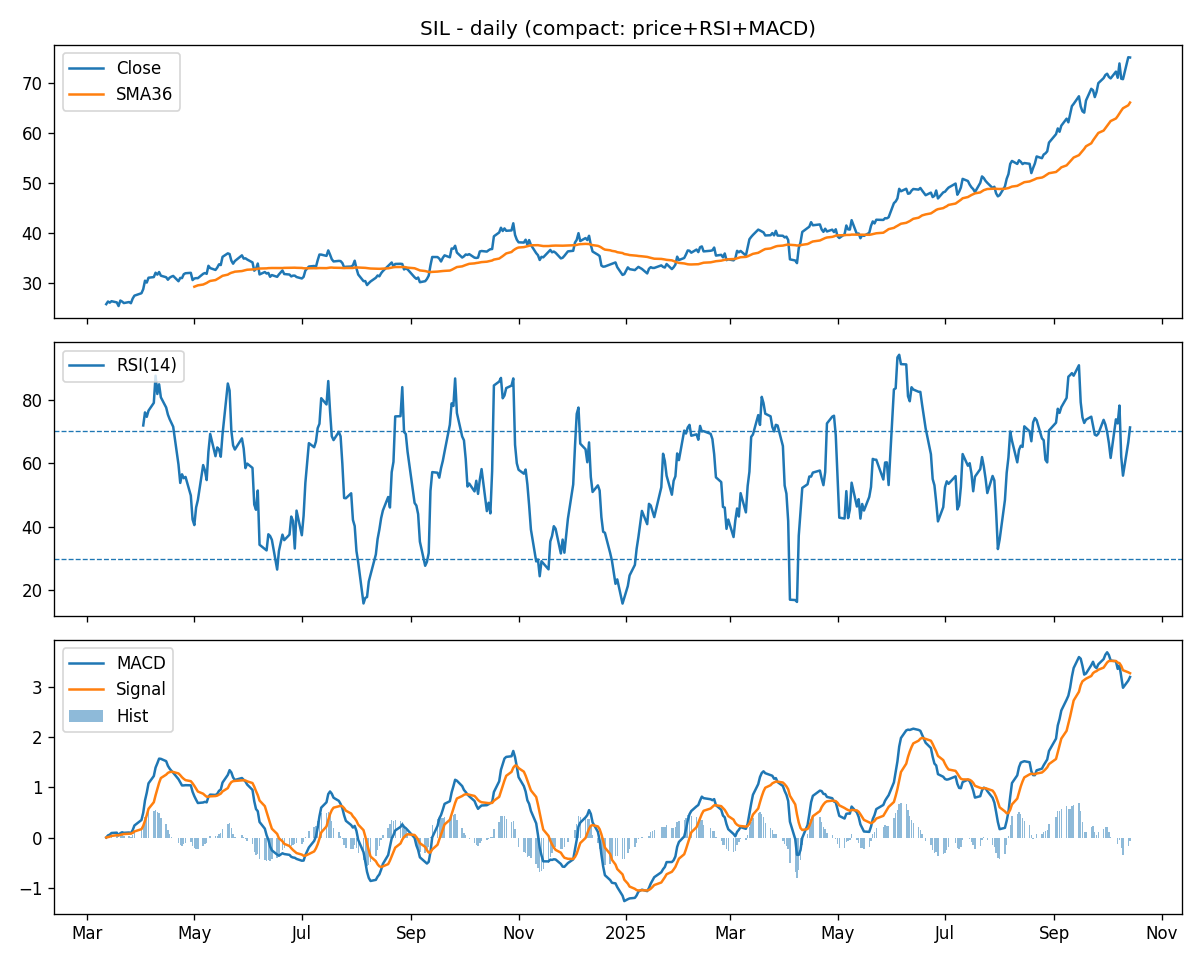 SIL - daily (compact: price+RSI+MACD)
Close
SMA36
70
60
50
40
30
RSI(14)
80
60
40
20
MACD
Signal
Hist
3
2
1
0
−1
Mar
May
Jul
Sep
Nov
2025
Mar
May
Jul
Sep
Nov